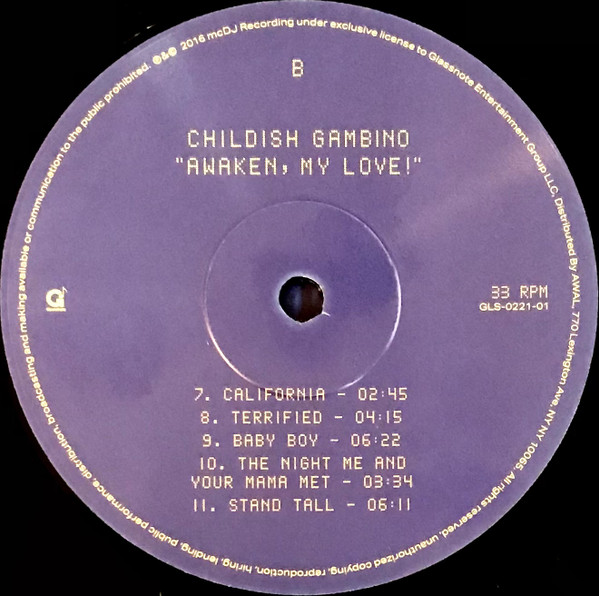 ℗&© 2016 mcDJ Recording under exclusive license to Glassnote Entertainment Group LLC, Distributed By AWAL, 770 Lexington Ave, NY NY 10065. All rights reserved. unauthorized copying, reproduction, hiring, lending, public performance, distribution, broadcasting and making available or communication to the public prohibited.
B
CHILDISH GAMBINO
"AWAKEN, MY LOVE!"
G
33 RPM
GLS-0221-01
7. CALIFORNIA - 02:45
8. TERRIFIED - 04:15
9. BABY BOY - 06:22
10. THE NIGHT ME AND
YOUR MAMA MET - 03:34
11. STAND TALL - 06:11